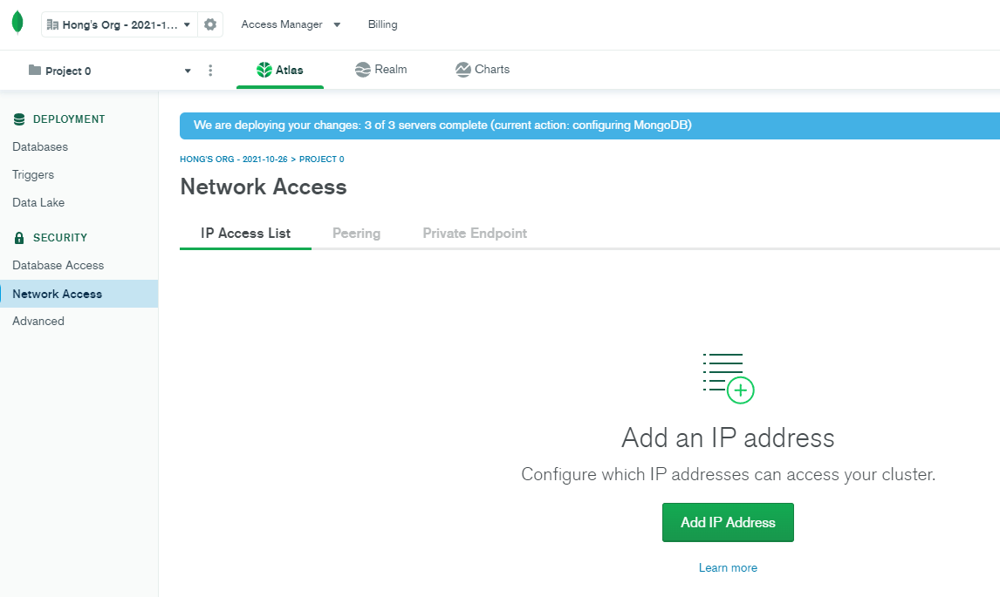 Hong's Org - 2021-1... Access Manager Billing
Project 0 Atlas Realm Charts
DEPLOYMENT
Databases
Triggers
Data Lake
SECURITY
Database Access
Network Access
Advanced
We are deploying your changes: 3 of 3 servers complete (current action: configuring MongoDB)
HONG'S ORG - 2021-10-26 > PROJECT 0
Network Access
IP Access List Peering Private Endpoint
Add an IP address
Configure which IP addresses can access your cluster.
Add IP Address
Learn more